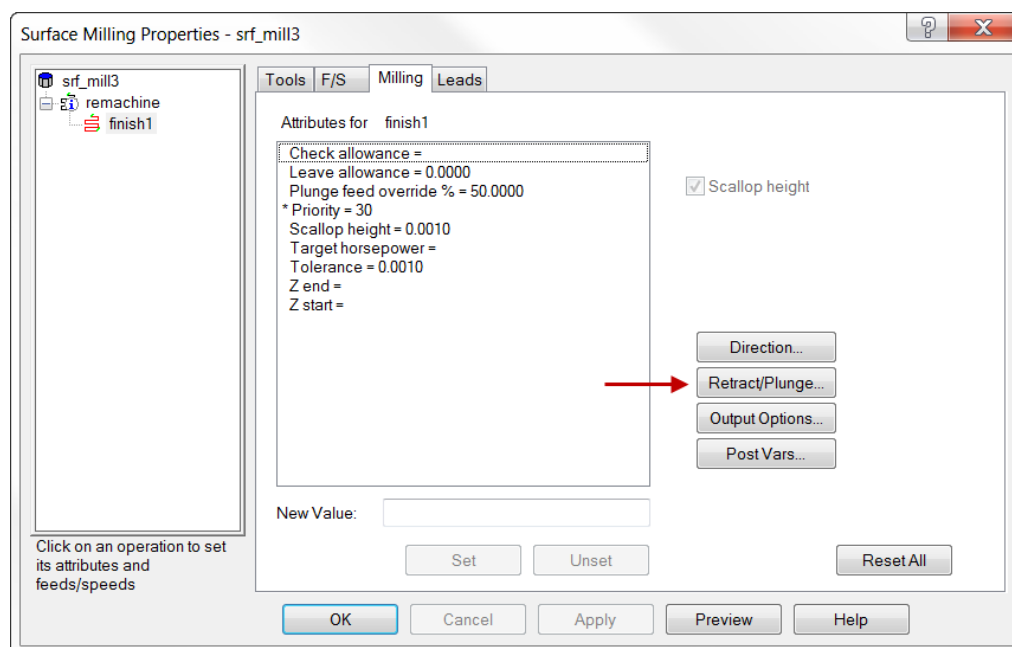 Surface Milling Properties - srf_mill3
srf_mill3
remachine
finish1
Tools F/S Milling Leads
Attributes for finish1
Check allowance =
Leave allowance = 0.0000
Plunge feed override % = 50.0000
* Priority = 30
Scallop height = 0.0010
Target horsepower =
Tolerance = 0.0010
Z end =
Z start =
Scallop height
Direction...
Retract/Plunge...
Output Options...
Post Vars...
New Value:
Set Unset Reset All
Click on an operation to set
its attributes and
feeds/speeds
OK Cancel Apply Preview Help